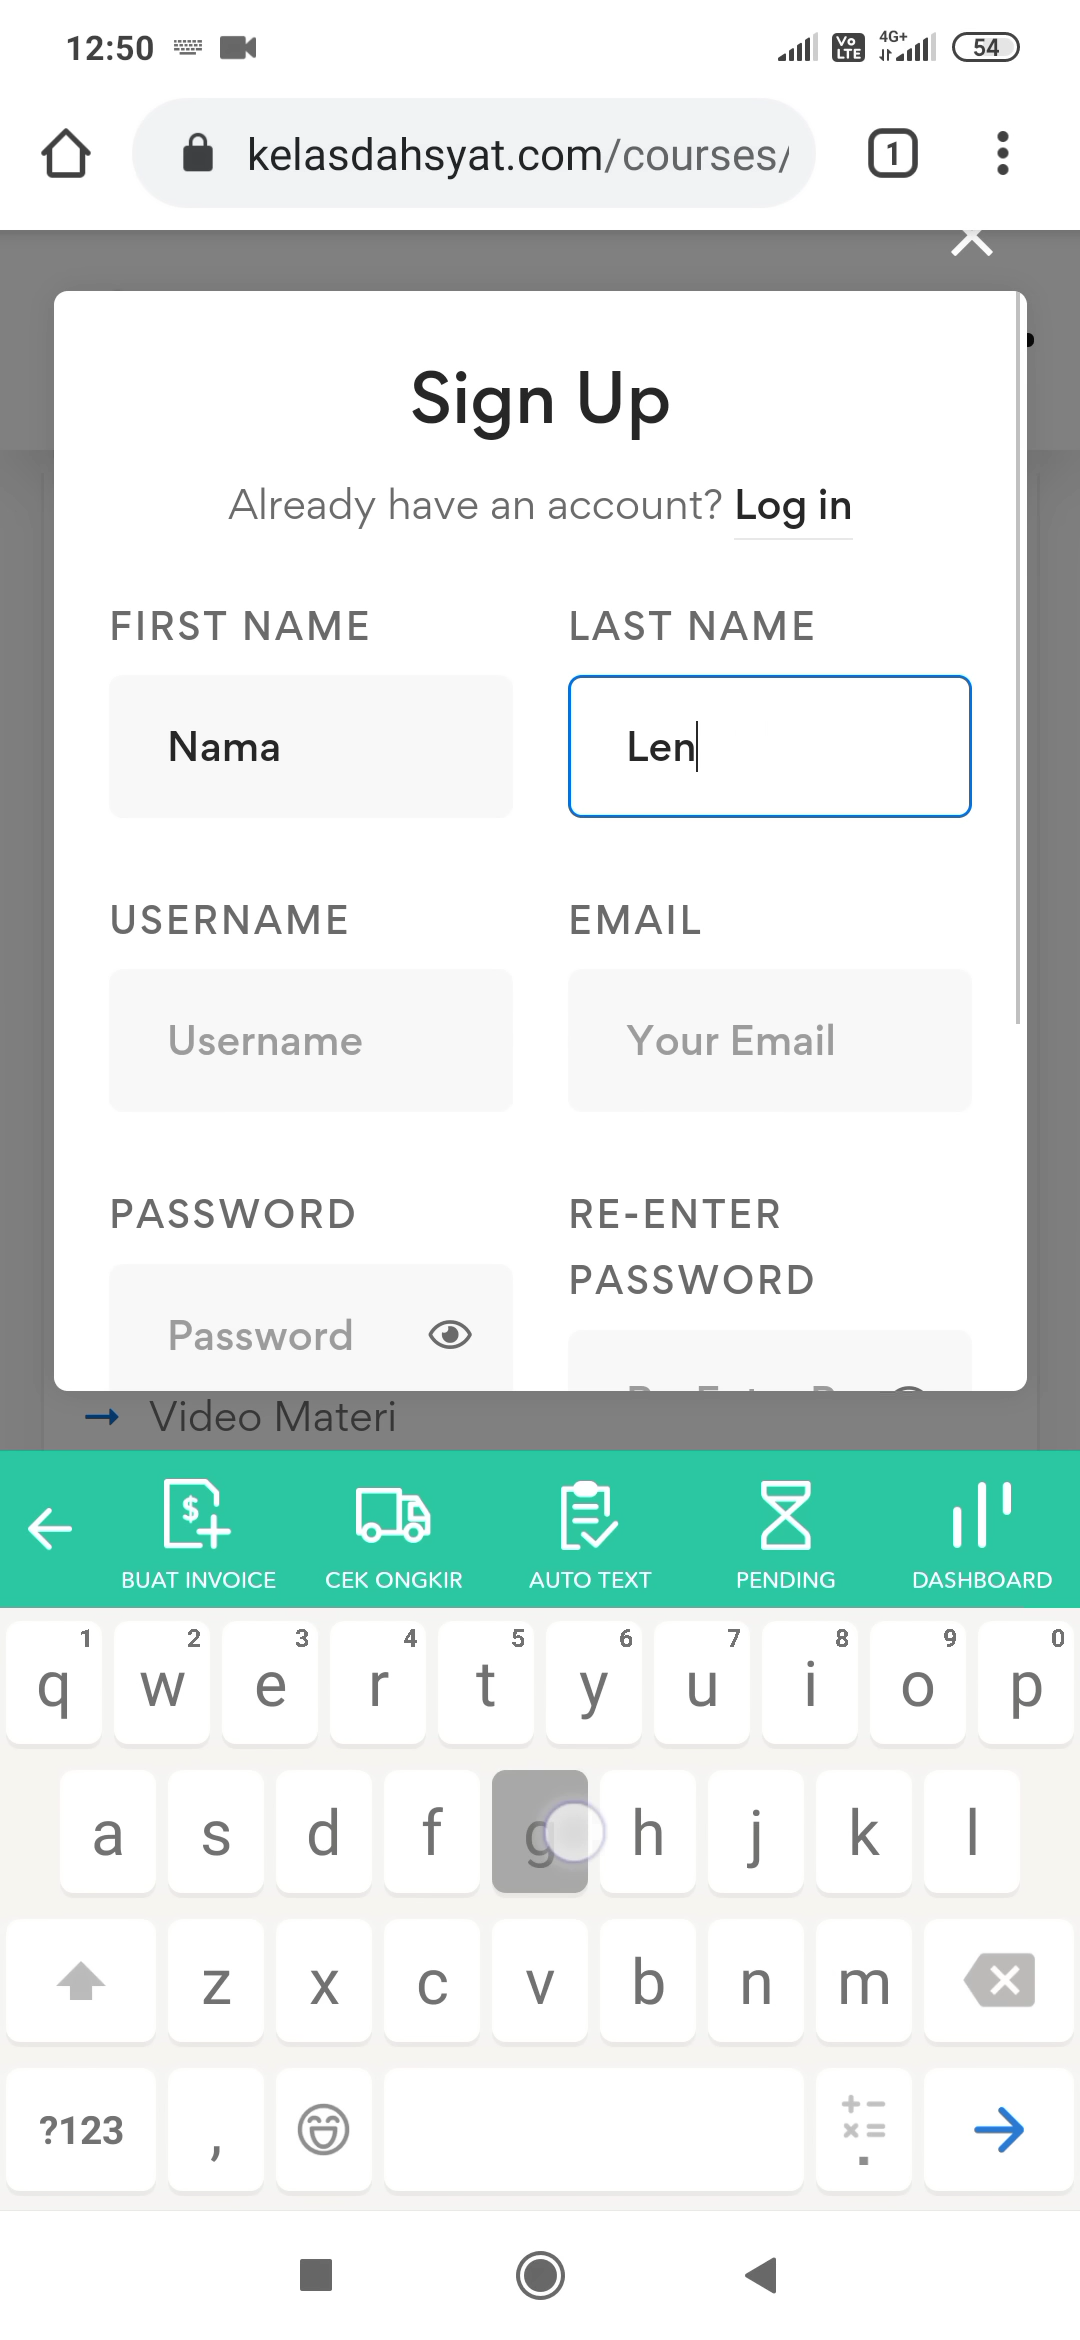 12:50
Vo LTE
4G+
54
kelasdahsyat.com/courses/
1
Sign Up
Already have an account? Log in
FIRST NAME
LAST NAME
Nama
Len
USERNAME
EMAIL
Username
Your Email
PASSWORD
RE-ENTER PASSWORD
Password
Video Materi
BUAT INVOICE
CEK ONGKIR
AUTO TEXT
PENDING
DASHBOARD
1 2 3 4 5 6 7 8 9 0
q w e r t y u i o p
a s d f g h j k l
z x c v b n m
?123 , + − × = .